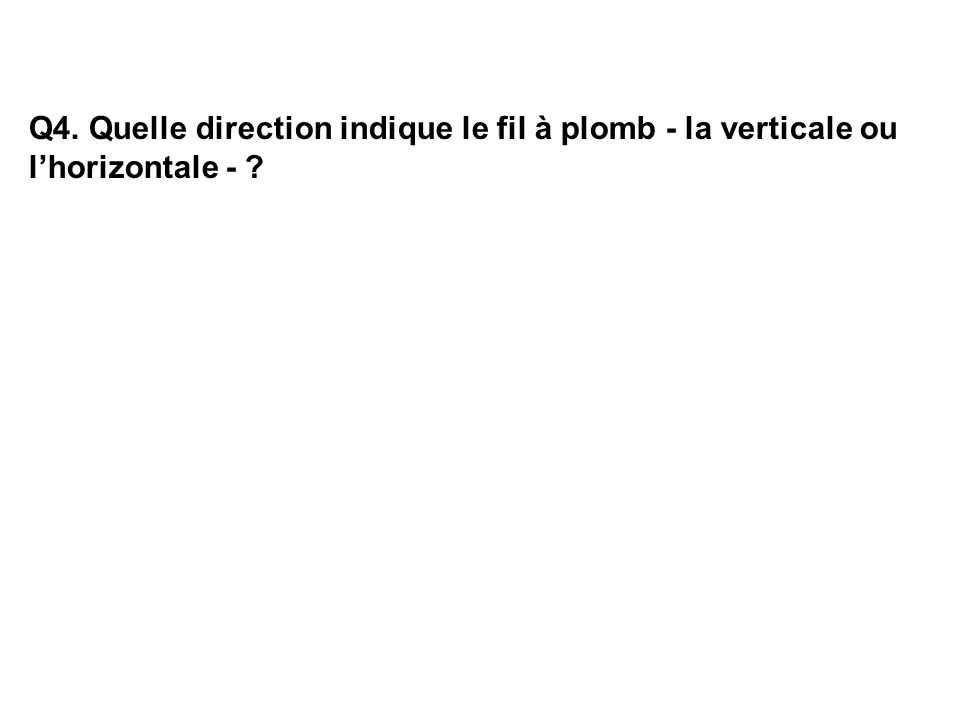 Q4. Quelle direction indique le fil à plomb - la verticale ou
l’horizontale - ?